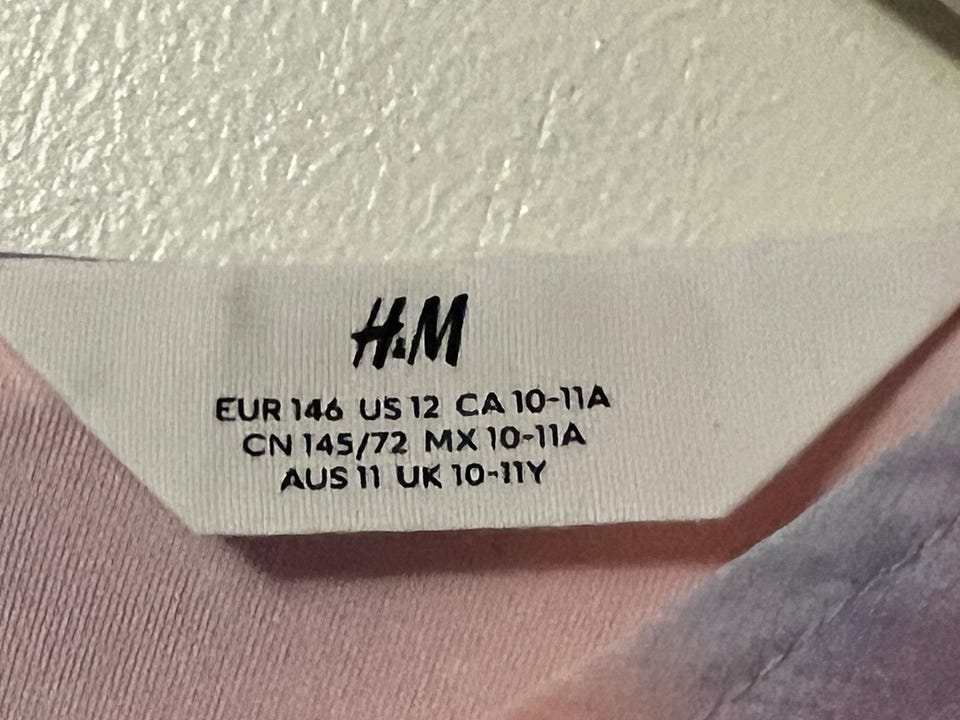 H&M
EUR 146 US 12 CA 10-11A
CN 145/72 MX 10-11A
AUS 11 UK 10-11Y